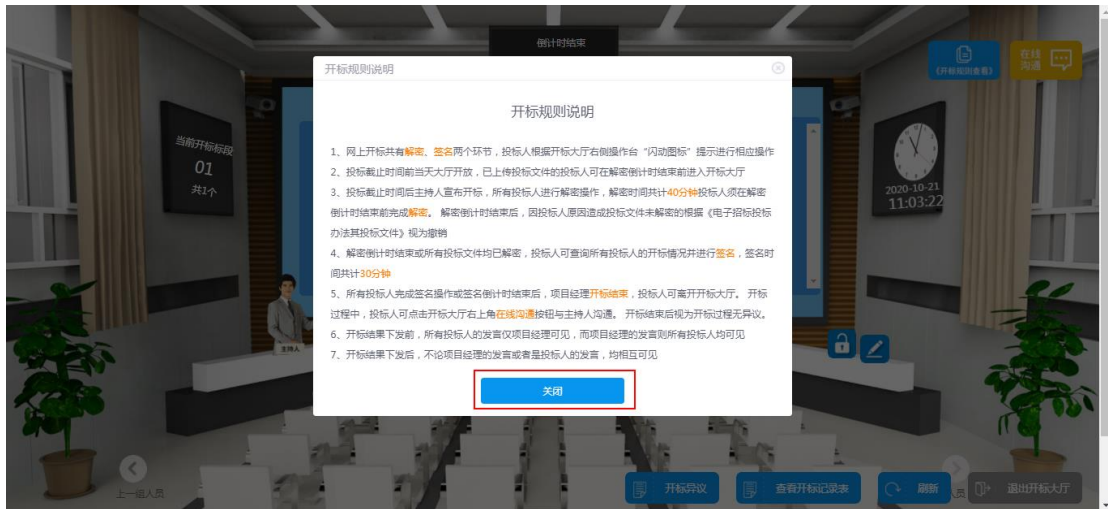 倒计时结束
《开标规则查看》
在线
沟通
开标规则说明
开标规则说明
当前开标标段
01
共1个
2020-10-21
11:03:22
1、网上开标共有解密、签名两个环节，投标人根据开标大厅右侧操作台“闪动图标”提示进行相应操作
2、投标截止时间前当天大厅开放，已上传投标文件的投标人可在解密倒计时结束前进入开标大厅
3、投标截止时间后主持人宣布开标，所有投标人进行解密操作，解密时间共计40分钟投标人须在解密
倒计时结束前完成解密。 解密倒计时结束后，因投标人原因造成投标文件未解密的根据《电子招标投标
办法其投标文件》视为撤销
4、解密倒计时结束或所有投标文件均已解密，投标人可查询所有投标人的开标情况并进行签名，签名时
间共计30分钟
5、所有投标人完成签名操作或签名倒计时结束后，项目经理开标结束，投标人可离开开标大厅。 开标
过程中，投标人可点击开标大厅右上角在线沟通按钮与主持人沟通。 开标结束后视为开标过程无异议。
6、开标结果下发前，所有投标人的发言仅项目经理可见，而项目经理的发言则所有投标人均可见
7、开标结果下发后，不论项目经理的发言或者是投标人的发言，均相互可见
主持人
关闭
上一组人员
开标异议
查看开标记录表
刷新
员
退出开标大厅